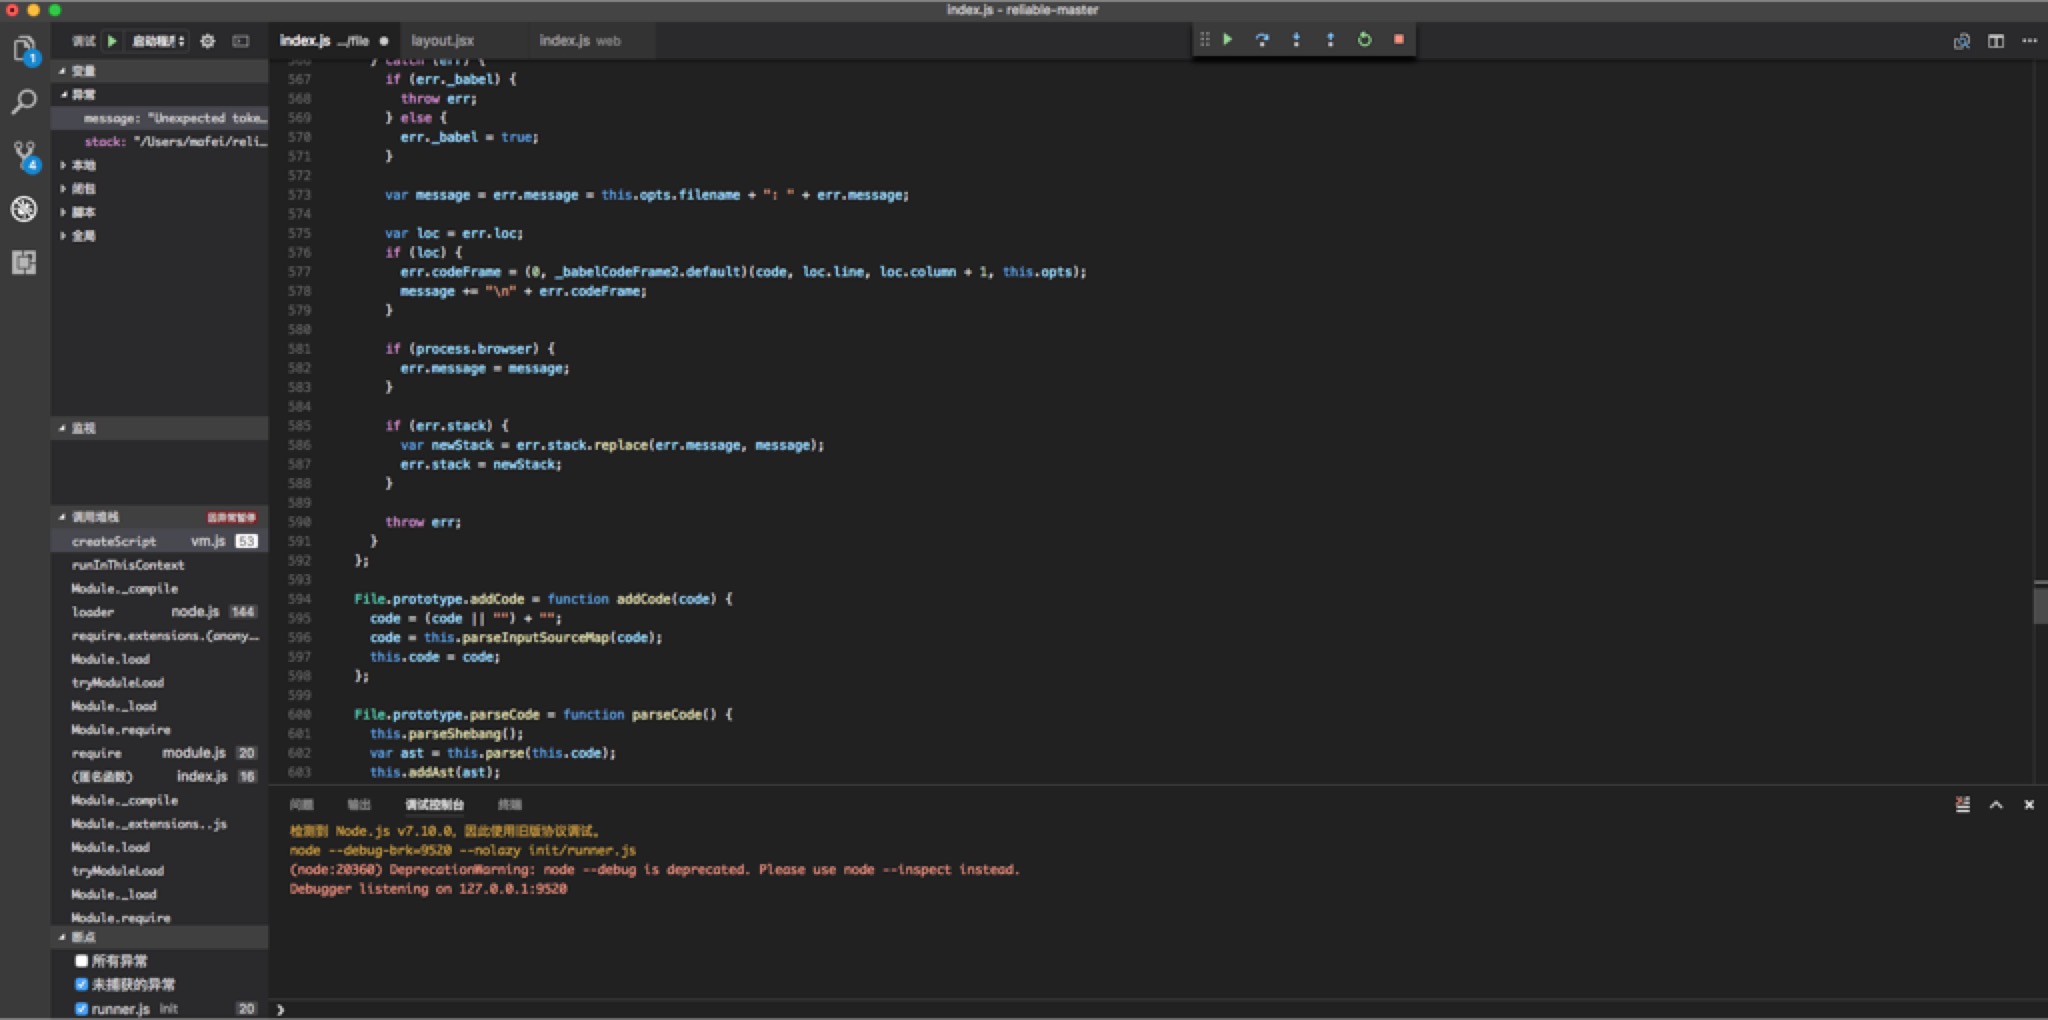 index.js - reliable-master
调试 启动程序
index.js …/file ●
layout.jsx
index.js web
1
4
变量
异常
message: "Unexpected toke…
stack: "/Users/mafei/reli…
本地
闭包
脚本
全局
监视
调用堆栈 因异常暂停
createScript vm.js 53
runInThisContext
Module._compile
loader node.js 144
require.extensions.(anony…
Module.load
tryModuleLoad
Module._load
Module.require
require module.js 20
(匿名函数) index.js 16
Module._compile
Module._extensions..js
Module.load
tryModuleLoad
Module._load
Module.require
断点
所有异常
未捕获的异常
runner.js init 20
566 } catch (err) {
567 if (err._babel) {
568 throw err;
569 } else {
570 err._babel = true;
571 }
572
573 var message = err.message = this.opts.filename + ": " + err.message;
574
575 var loc = err.loc;
576 if (loc) {
577 err.codeFrame = (0, _babelCodeFrame2.default)(code, loc.line, loc.column + 1, this.opts);
578 message += "\n" + err.codeFrame;
579 }
580
581 if (process.browser) {
582 err.message = message;
583 }
584
585 if (err.stack) {
586 var newStack = err.stack.replace(err.message, message);
587 err.stack = newStack;
588 }
589
590 throw err;
591 }
592 };
593
594 File.prototype.addCode = function addCode(code) {
595 code = (code || "") + "";
596 code = this.parseInputSourceMap(code);
597 this.code = code;
598 };
599
600 File.prototype.parseCode = function parseCode() {
601 this.parseShebang();
602 var ast = this.parse(this.code);
603 this.addAst(ast);
问题 输出 调试控制台 终端
检测到 Node.js v7.10.0，因此使用旧版协议调试。
node --debug-brk=9520 --nolazy init/runner.js
(node:20360) DeprecationWarning: node --debug is deprecated. Please use node --inspect instead.
Debugger listening on 127.0.0.1:9520